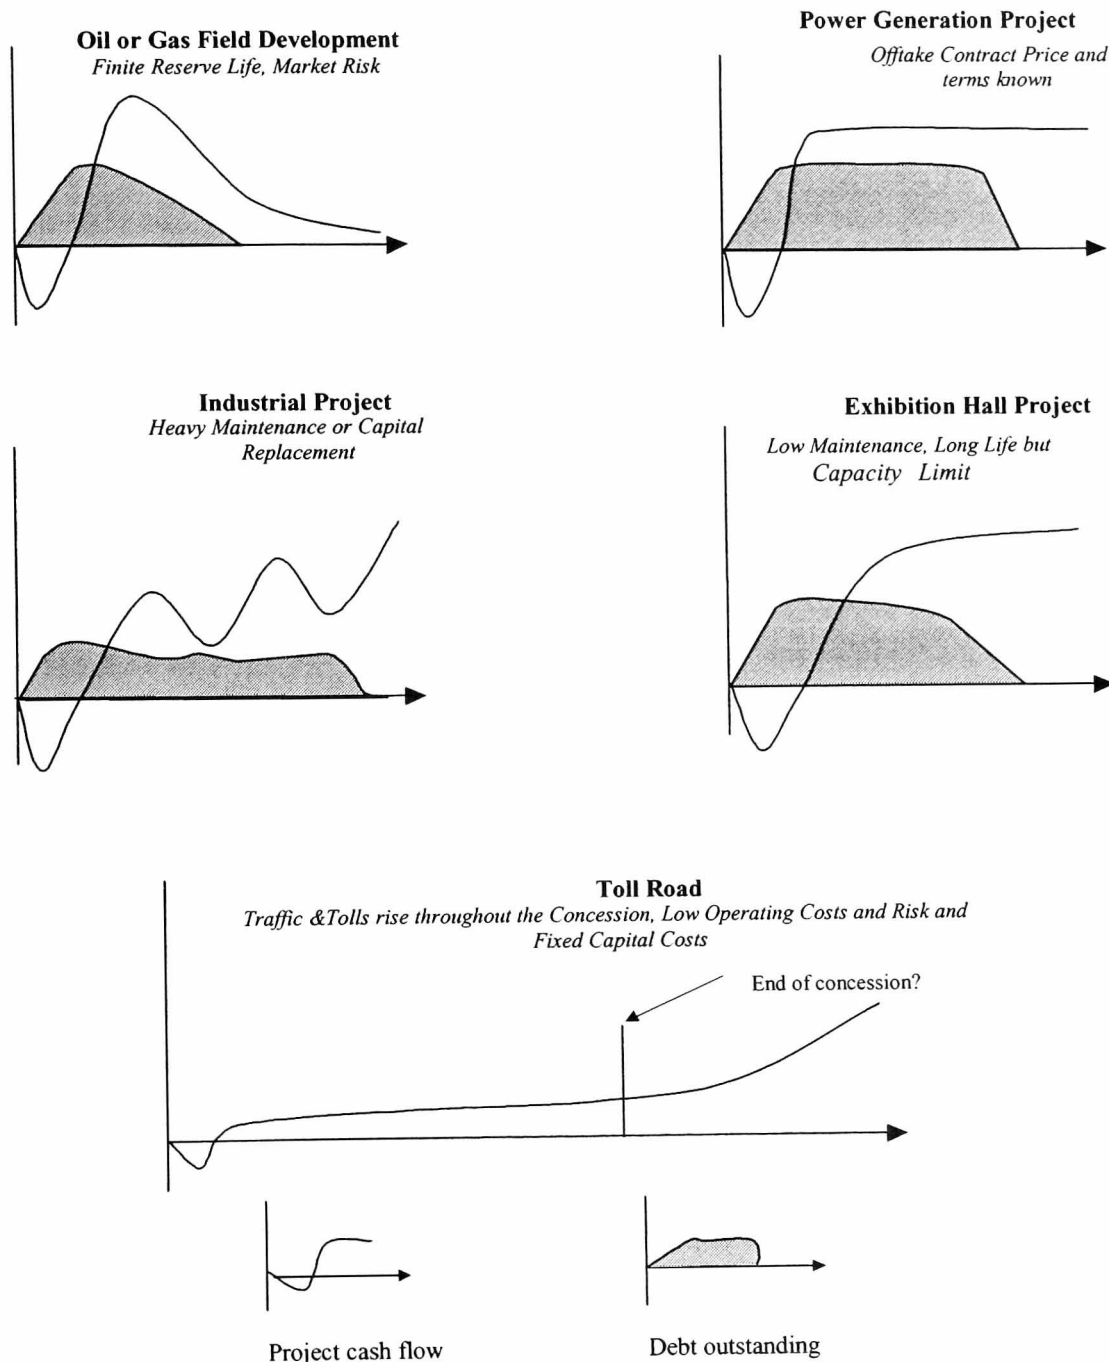 Oil or Gas Field Development
Finite Reserve Life, Market Risk
Power Generation Project
Offtake Contract Price and
terms known
Industrial Project
Heavy Maintenance or Capital
Replacement
Exhibition Hall Project
Low Maintenance, Long Life but
Capacity Limit
Toll Road
Traffic &Tolls rise throughout the Concession, Low Operating Costs and Risk and
Fixed Capital Costs
End of concession?
Project cash flow
Debt outstanding